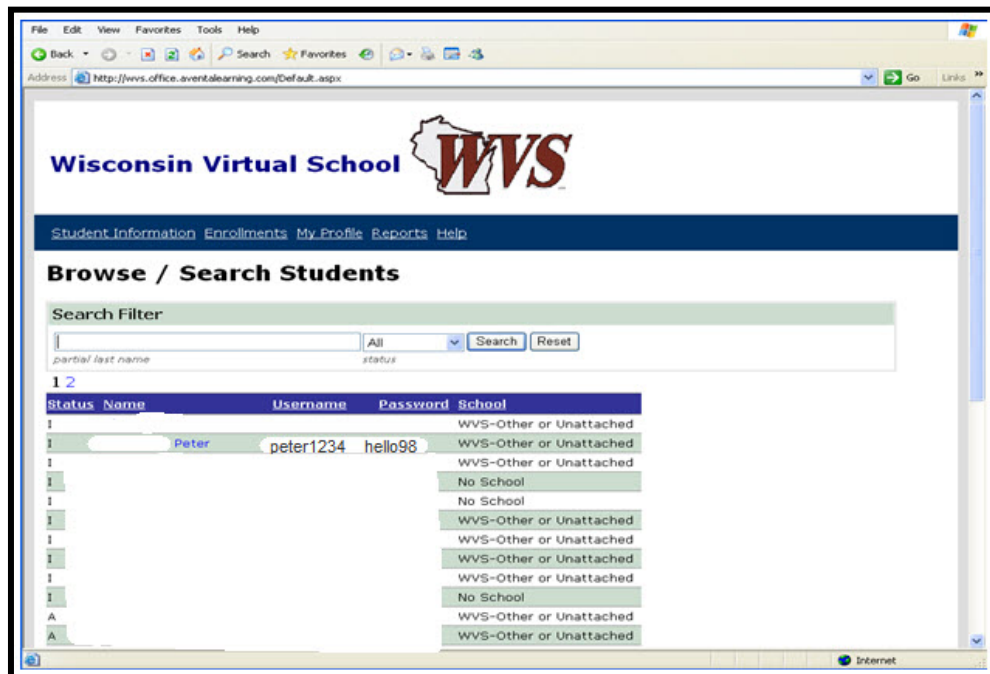 File Edit View Favorites Tools Help
Back Search Favorites
Address http://wvs.office.aventalearning.com/Default.aspx Go Links »
Wisconsin Virtual School WVS
Student Information Enrollments My Profile Reports Help
Browse / Search Students
Search Filter
All Search Reset
partial last name status
1 2
Status Name Username Password School
I WVS-Other or Unattached
I Peter peter1234 hello98 WVS-Other or Unattached
I WVS-Other or Unattached
I No School
I No School
I WVS-Other or Unattached
I WVS-Other or Unattached
I WVS-Other or Unattached
I WVS-Other or Unattached
I No School
A WVS-Other or Unattached
A WVS-Other or Unattached
Internet